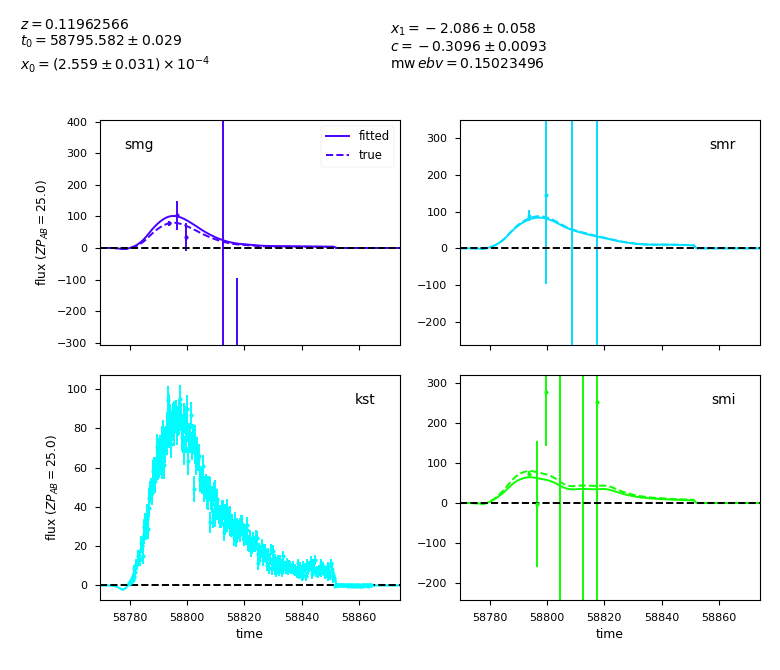 z = 0.11962566
t₀ = 58795.582 ± 0.029
x₀ = (2.559 ± 0.031) × 10⁻⁴
x₁ = −2.086 ± 0.058
c = −0.3096 ± 0.0093
mw ebv = 0.15023496
400
300
200
100
0
−100
−200
−300
flux (ZP_AB = 25.0)
smg
fitted
true
300
200
100
0
−100
−200
smr
100
80
60
40
20
0
flux (ZP_AB = 25.0)
kst
58780 58800 58820 58840 58860
time
300
200
100
0
−100
−200
smi
58780 58800 58820 58840 58860
time